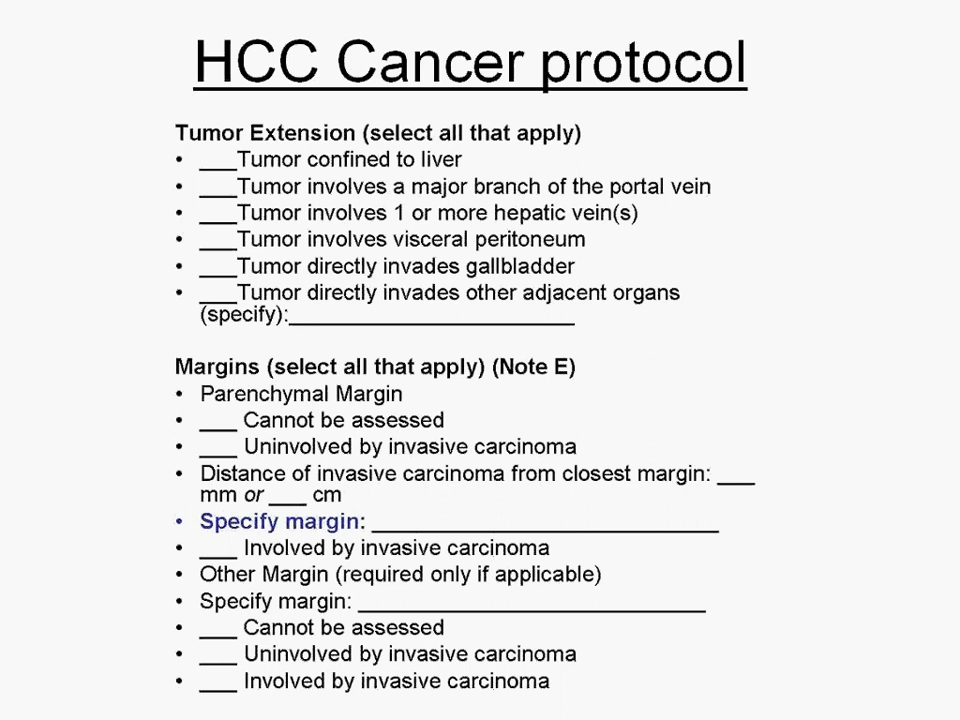 HCC Cancer protocol
Tumor Extension (select all that apply)
• ___Tumor confined to liver
• ___Tumor involves a major branch of the portal vein
• ___Tumor involves 1 or more hepatic vein(s)
• ___Tumor involves visceral peritoneum
• ___Tumor directly invades gallbladder
• ___Tumor directly invades other adjacent organs
(specify):_______________________
Margins (select all that apply) (Note E)
• Parenchymal Margin
• ___ Cannot be assessed
• ___ Uninvolved by invasive carcinoma
• Distance of invasive carcinoma from closest margin: ___
mm or ___ cm
• Specify margin: ____________________________
• ___ Involved by invasive carcinoma
• Other Margin (required only if applicable)
• Specify margin: ____________________________
• ___ Cannot be assessed
• ___ Uninvolved by invasive carcinoma
• ___ Involved by invasive carcinoma